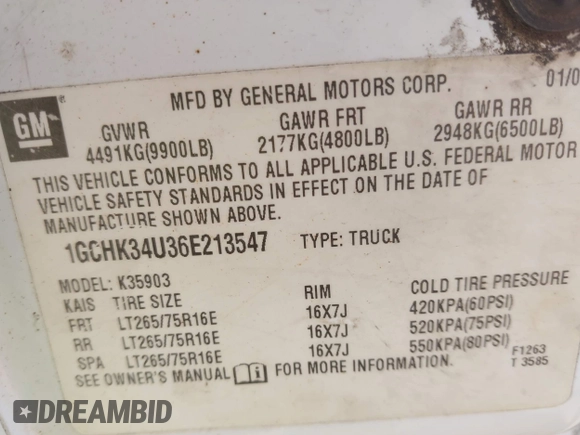 MFD BY GENERAL MOTORS CORP. 01/0
GM
GVWR GAWR FRT GAWR RR
4491KG(9900LB) 2177KG(4800LB) 2948KG(6500LB)
THIS VEHICLE CONFORMS TO ALL APPLICABLE U.S. FEDERAL MOTOR
VEHICLE SAFETY STANDARDS IN EFFECT ON THE DATE OF
MANUFACTURE SHOWN ABOVE.
1GCHK34U36E213547 TYPE: TRUCK
MODEL: K35903
KAIS TIRE SIZE RIM COLD TIRE PRESSURE
FRT LT265/75R16E 16X7J 420KPA(60PSI)
RR LT265/75R16E 16X7J 520KPA(75PSI)
SPA LT265/75R16E 16X7J 550KPA(80PSI)
SEE OWNER'S MANUAL i FOR MORE INFORMATION. F1263
T 3585
DREAMBID